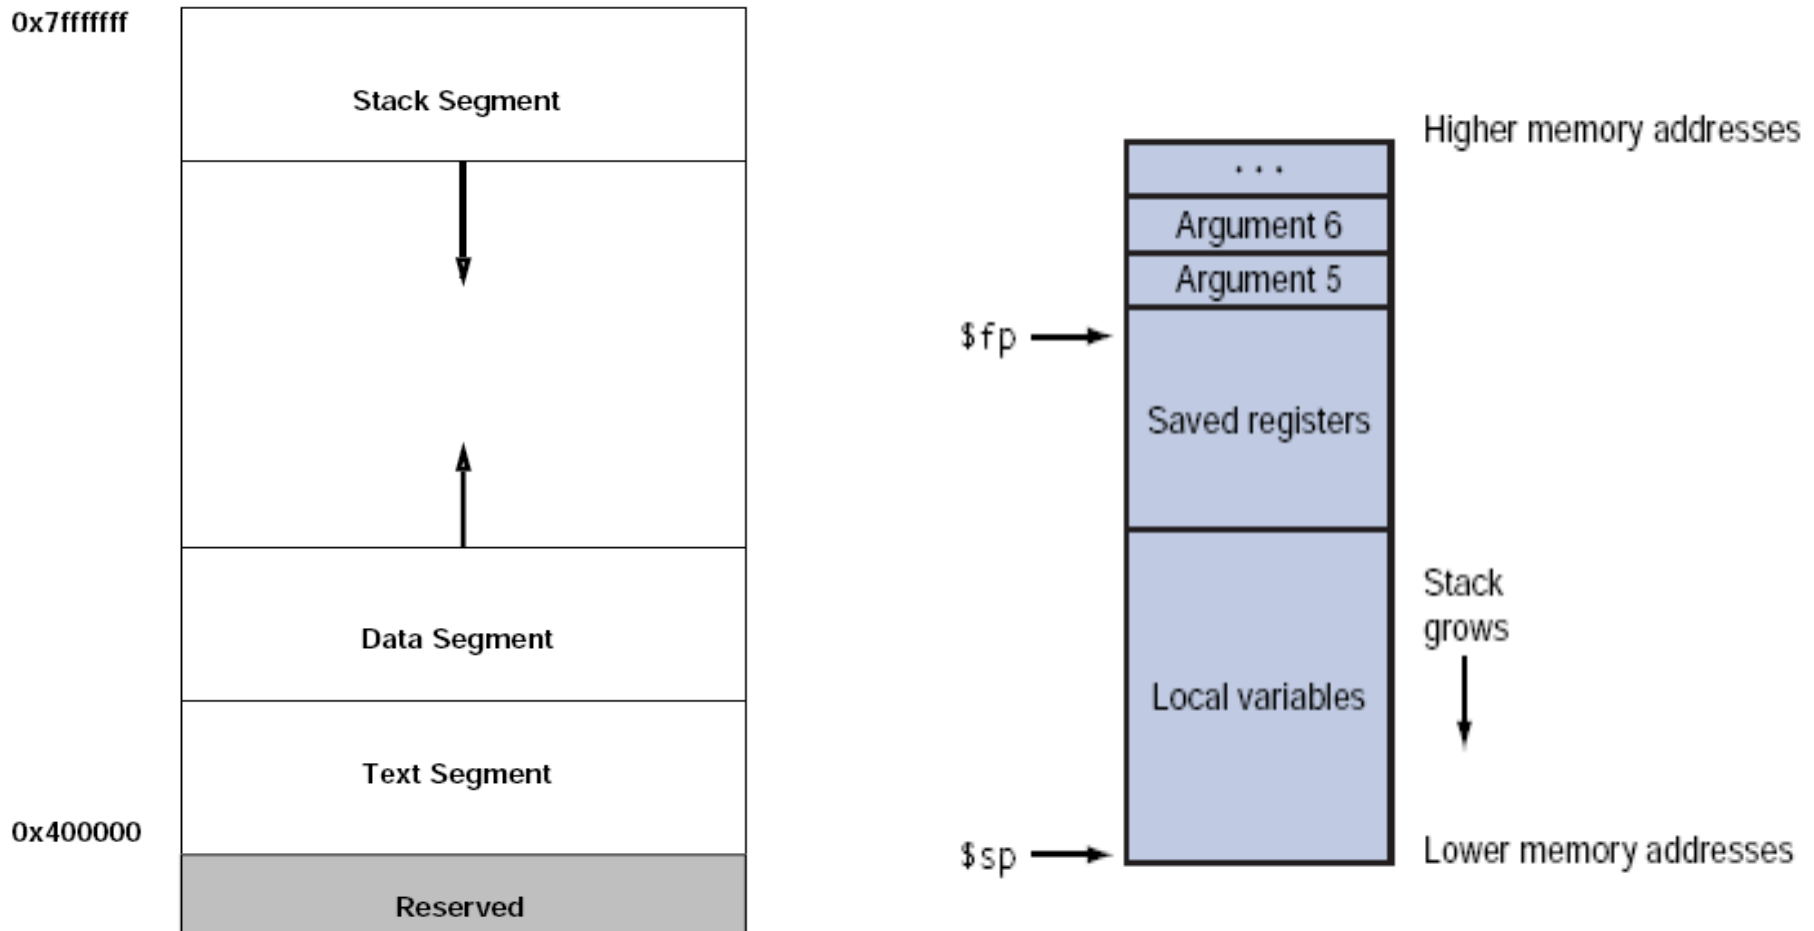 0x7fffffff
Stack Segment
Data Segment
Text Segment
0x400000
Reserved
Higher memory addresses
. . .
Argument 6
Argument 5
$fp
Saved registers
Stack
grows
Local variables
$sp
Lower memory addresses